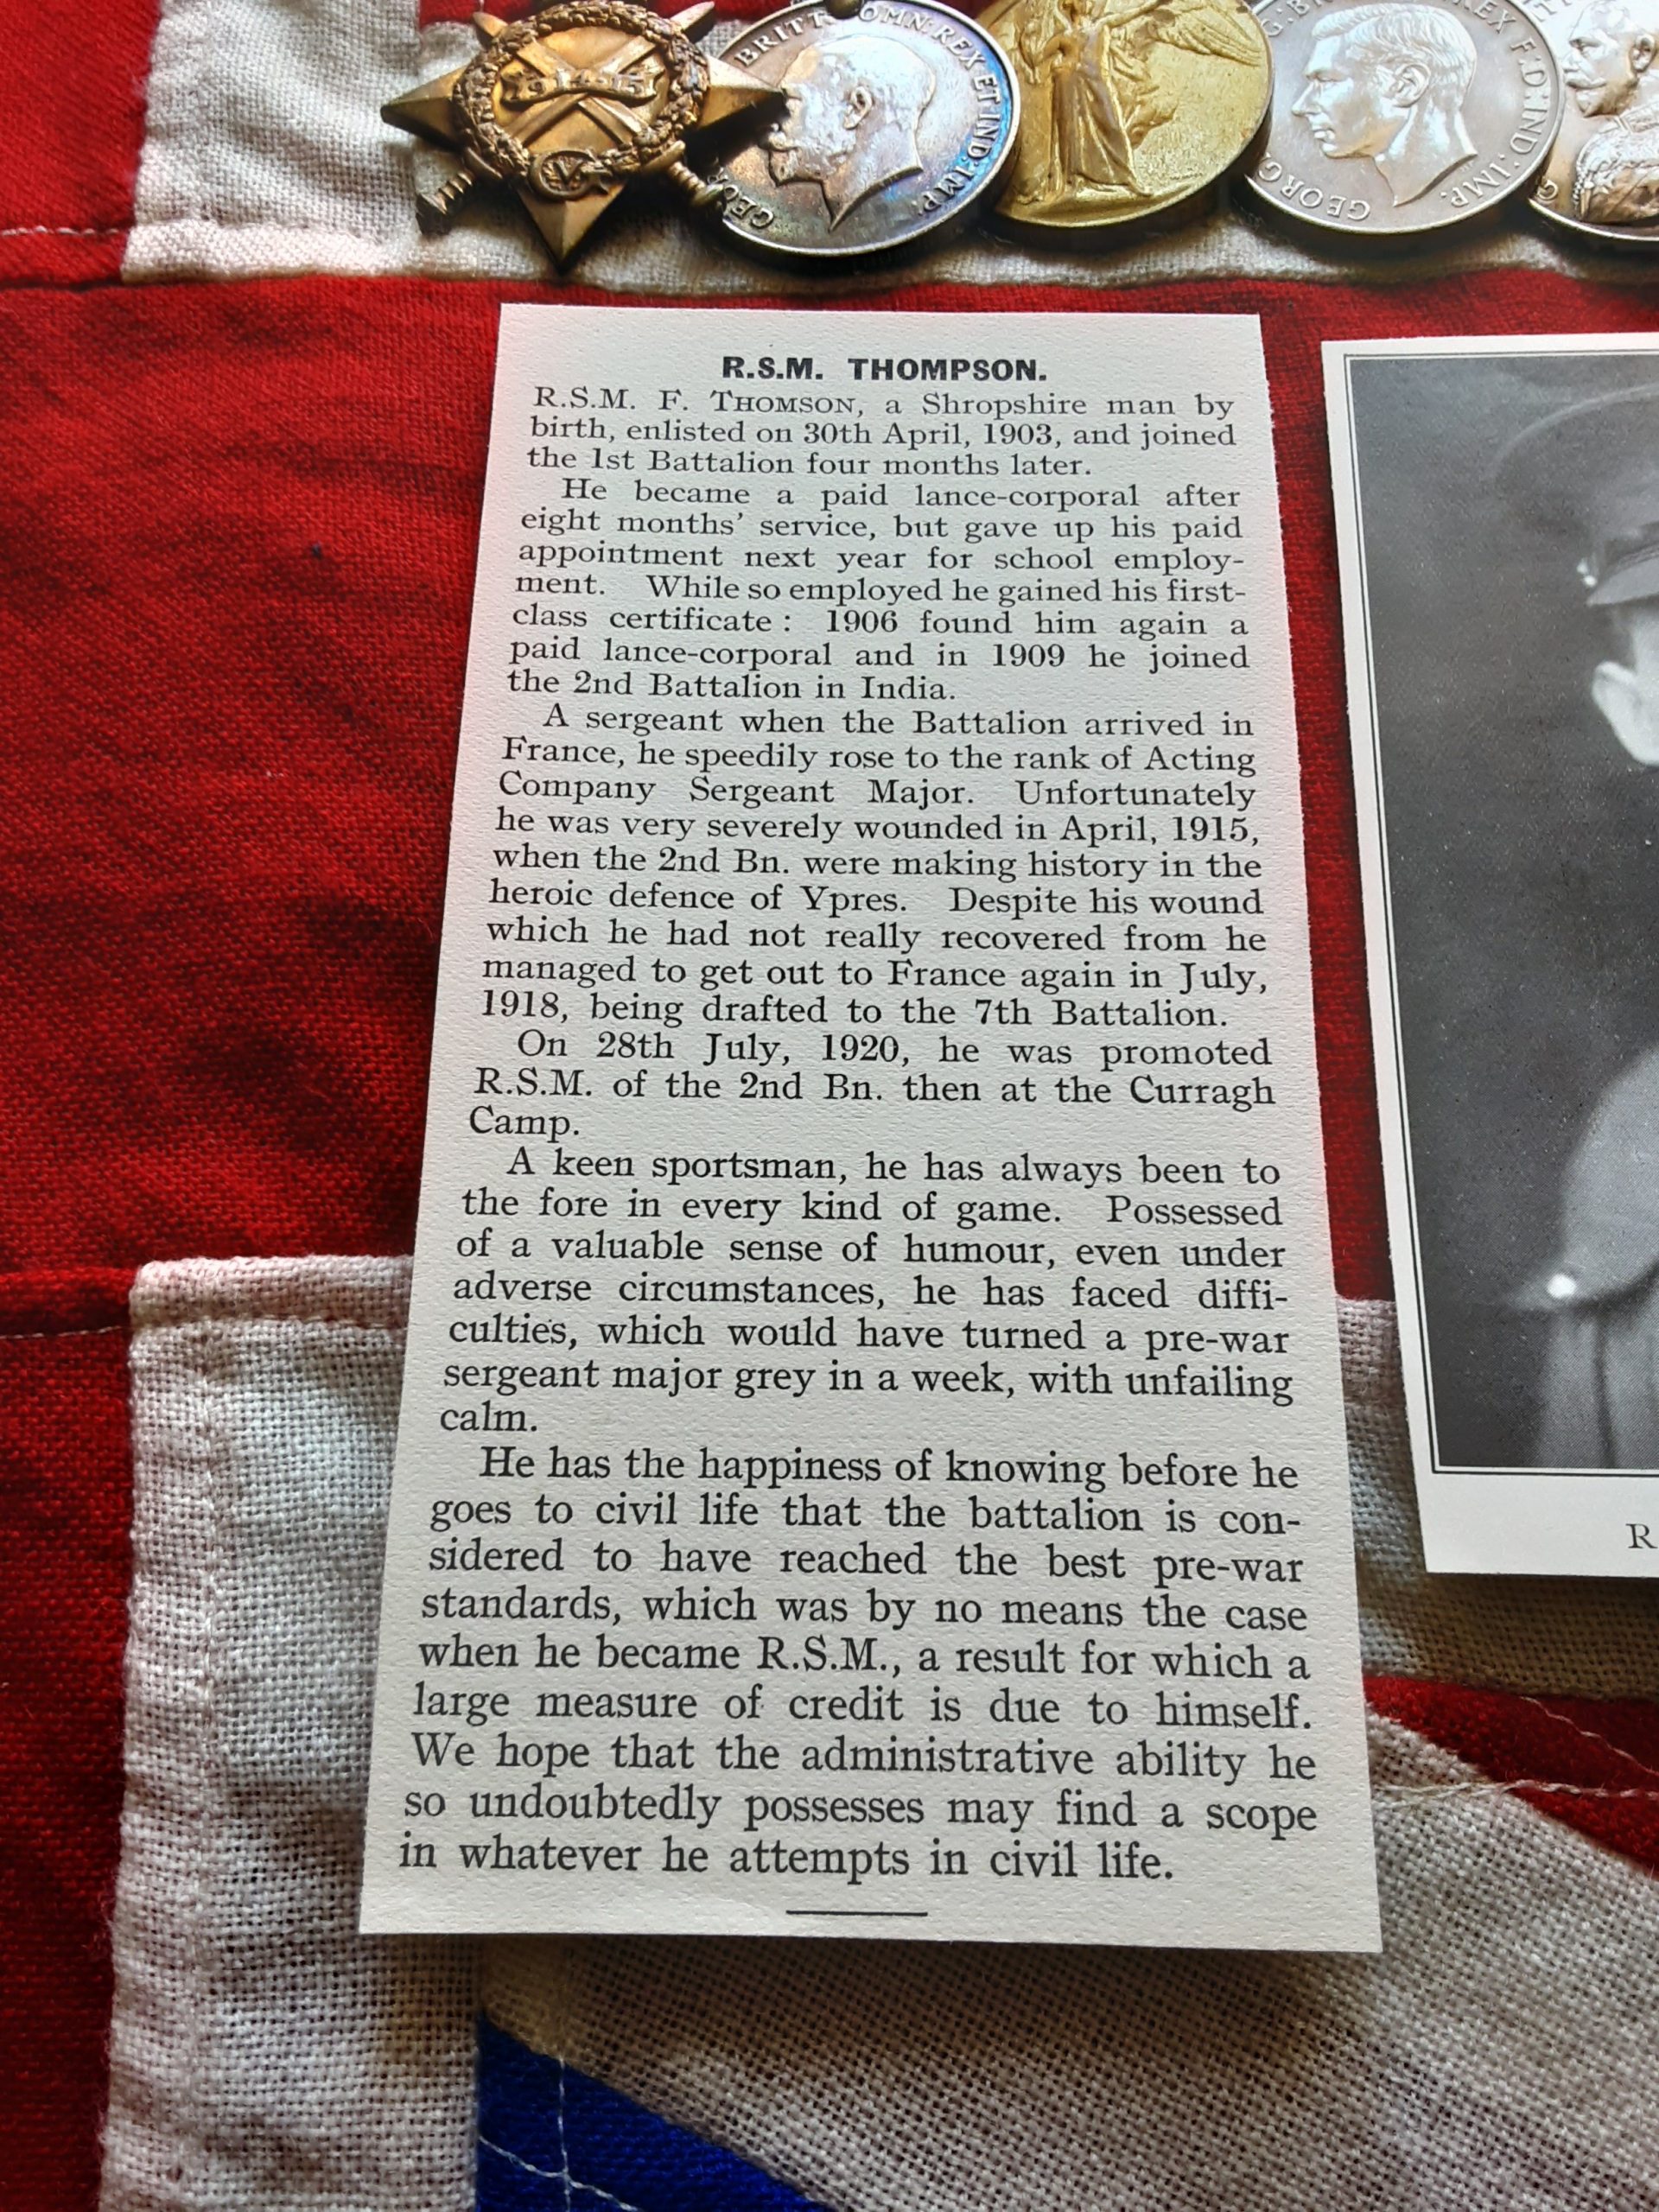 1914-15
BRITT: OMN: REX ET IND: IMP:
GEOR
REX F:D:IND:IMP.
GEORG
R.S.M. THOMPSON.
R.S.M. F. THOMSON, a Shropshire man by
birth, enlisted on 30th April, 1903, and joined
the 1st Battalion four months later.
He became a paid lance-corporal after
eight months' service, but gave up his paid
appointment next year for school employ-
ment. While so employed he gained his first-
class certificate : 1906 found him again a
paid lance-corporal and in 1909 he joined
the 2nd Battalion in India.
A sergeant when the Battalion arrived in
France, he speedily rose to the rank of Acting
Company Sergeant Major. Unfortunately
he was very severely wounded in April, 1915,
when the 2nd Bn. were making history in the
heroic defence of Ypres. Despite his wound
which he had not really recovered from he
managed to get out to France again in July,
1918, being drafted to the 7th Battalion.
On 28th July, 1920, he was promoted
R.S.M. of the 2nd Bn. then at the Curragh
Camp.
A keen sportsman, he has always been to
the fore in every kind of game. Possessed
of a valuable sense of humour, even under
adverse circumstances, he has faced diffi-
culties, which would have turned a pre-war
sergeant major grey in a week, with unfailing
calm.
He has the happiness of knowing before he
goes to civil life that the battalion is con-
sidered to have reached the best pre-war
standards, which was by no means the case
when he became R.S.M., a result for which a
large measure of credit is due to himself.
We hope that the administrative ability he
so undoubtedly possesses may find a scope
in whatever he attempts in civil life.
R